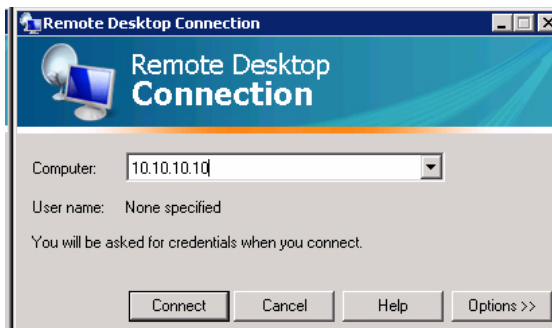 Remote Desktop Connection
Remote Desktop
Connection
Computer: 10.10.10.10
User name: None specified
You will be asked for credentials when you connect.
Connect Cancel Help Options >>